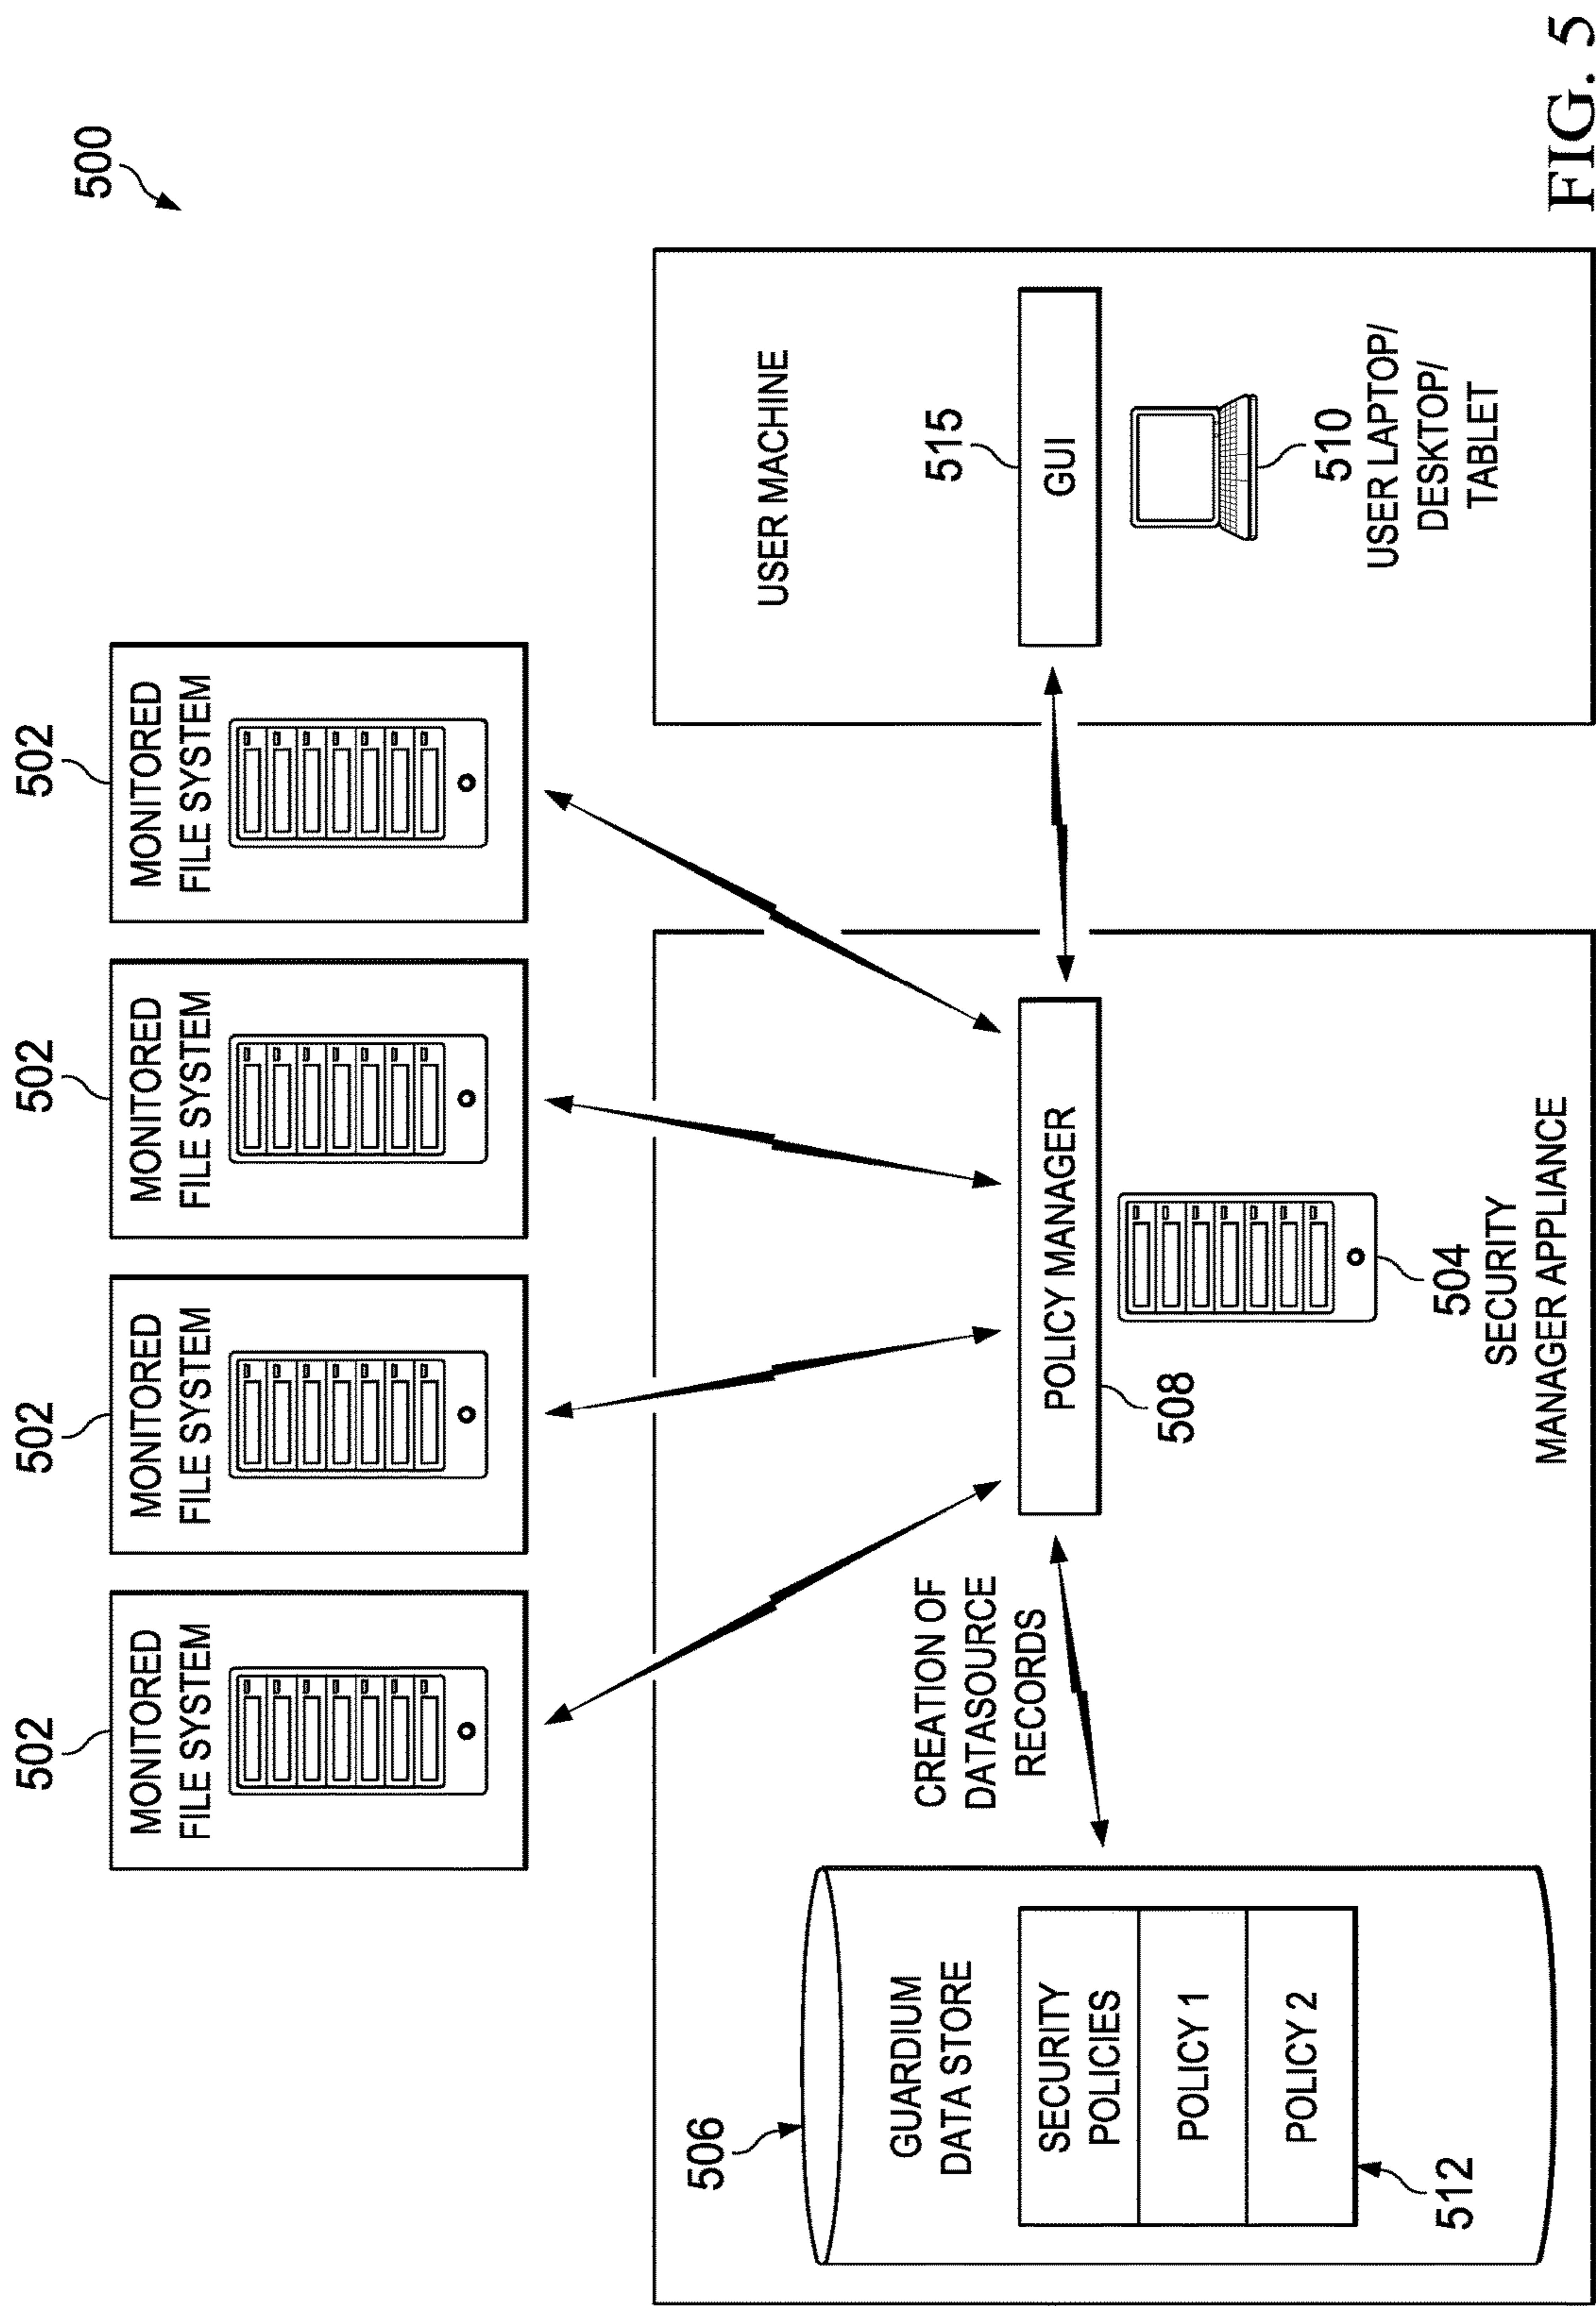 500
502
MONITORED
FILE SYSTEM
502
MONITORED
FILE SYSTEM
502
MONITORED
FILE SYSTEM
502
MONITORED
FILE SYSTEM
506
GUARDIUM
DATA STORE
SECURITY
POLICIES
POLICY 1
POLICY 2
512
CREATION OF
DATASOURCE
RECORDS
POLICY MANAGER
508
504
SECURITY
MANAGER APPLIANCE
USER MACHINE
515
GUI
510
USER LAPTOP/
DESKTOP/
TABLET
FIG. 5